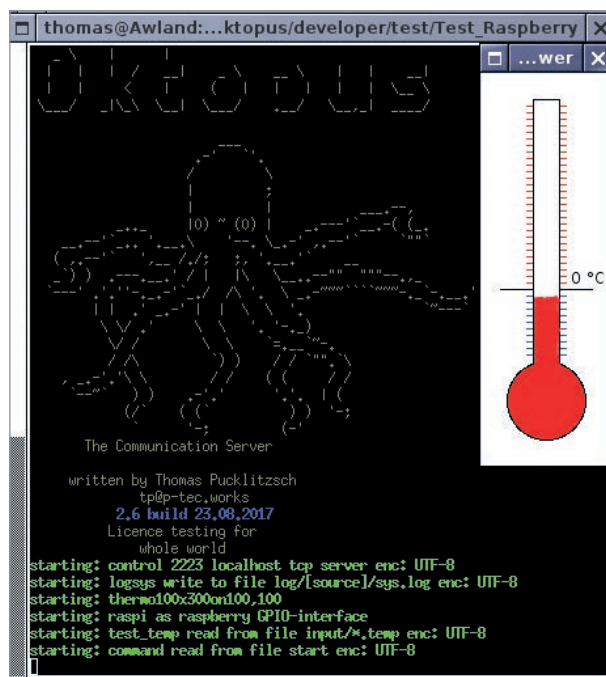 thomas@Awland:...ktopus/developer/test/Test_Raspberry
...wer
Oktopus
0 °C
The Communication Server
written by Thomas Pucklitzsch
tp@p-tec.works
2.6 build 23.08.2017
Licence testing for
whole world
starting: control 2223 localhost tcp server enc: UTF-8
starting: logsys write to file log/[source]/sys.log enc: UTF-8
starting: thermo100x300on100,100
starting: raspi as raspberry GPIO-interface
starting: test_temp read from file input/*.temp enc: UTF-8
starting: command read from file start enc: UTF-8